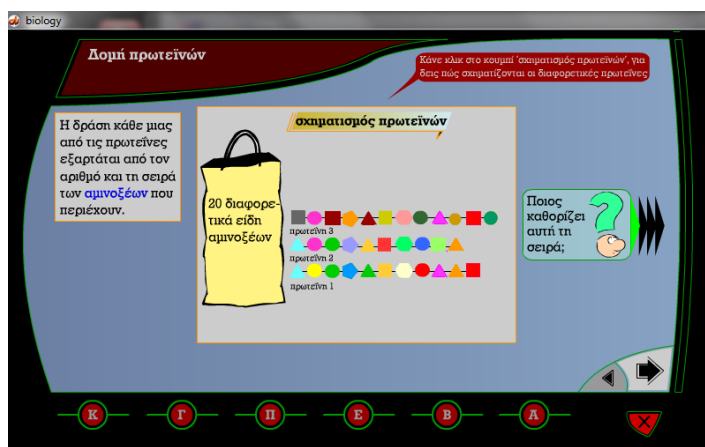 biology
Δομή πρωτεϊνών
Κάνε κλικ στο κουμπί 'σχηματισμός πρωτεϊνών', για
δεις πώς σχηματίζονται οι διαφορετικές πρωτεΐνες
Η δράση κάθε μιας
από τις πρωτεΐνες
εξαρτάται από τον
αριθμό και τη σειρά
των αμινοξέων που
περιέχουν.
σχηματισμός πρωτεϊνών
20 διαφορε-
τικά είδη
αμινοξέων
πρωτεΐνη 3
πρωτεΐνη 2
πρωτεΐνη 1
Ποιος
καθορίζει
αυτή τη
σειρά;
Κ Γ Π Ε Β Α